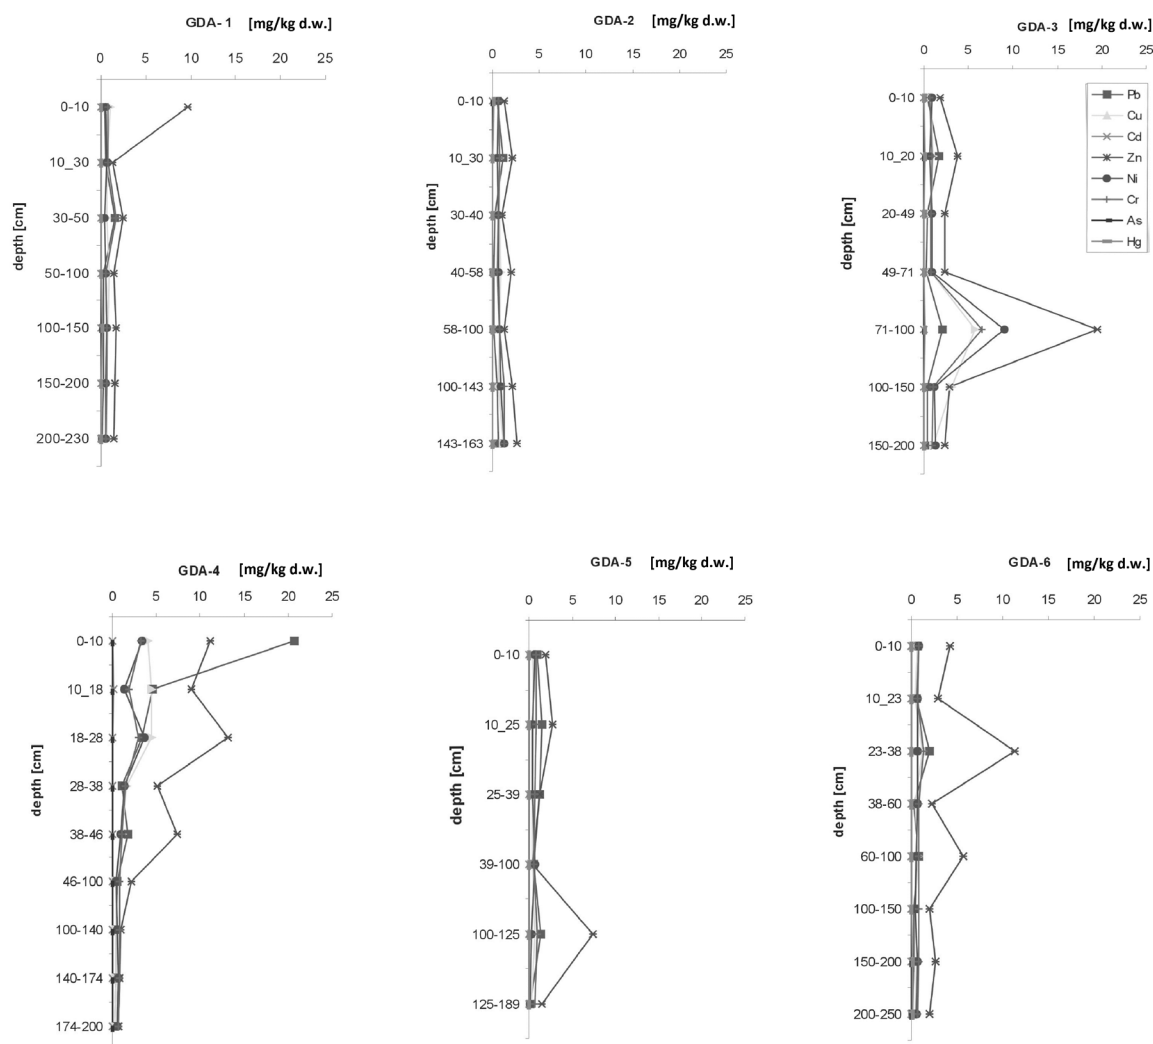 GDA- 1 [mg/kg d.w.]
0 5 10 15 20 25
0-10
10_30
30-50
50-100
100-150
150-200
200-230
depth [cm]
GDA-2 [mg/kg d.w.]
0 5 10 15 20 25
0-10
10_30
30-40
40-58
58-100
100-143
143-163
depth [cm]
GDA-3 [mg/kg d.w.]
0 5 10 15 20 25
0-10
10_20
20-49
49-71
71-100
100-150
150-200
depth [cm]
Pb
Cu
Cd
Zn
Ni
Cr
As
Hg
GDA-4 [mg/kg d.w.]
0 5 10 15 20 25
0-10
10_18
18-28
28-38
38-46
46-100
100-140
140-174
174-200
depth [cm]
GDA-5 [mg/kg d.w.]
0 5 10 15 20 25
0-10
10_25
25-39
39-100
100-125
125-189
depth [cm]
GDA-6 [mg/kg d.w.]
0 5 10 15 20 25
0-10
10_23
23-38
38-60
60-100
100-150
150-200
200-250
depth [cm]